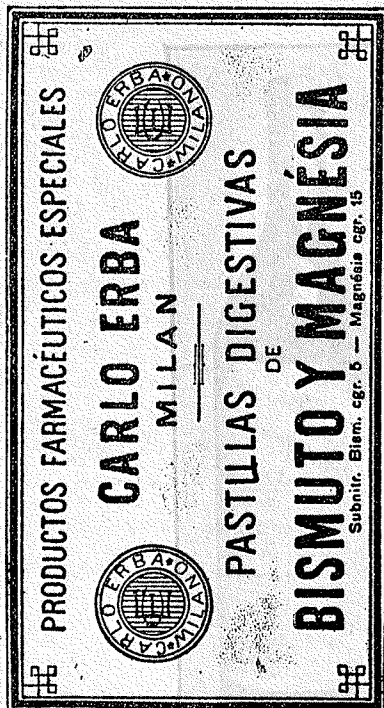 PRODUCTOS FARMACÉUTICOS ESPECIALES
CARLO ERBA
MILAN
CARLO ERBA MILANO
CARLO ERBA MILANO
PASTILLAS DIGESTIVAS
DE
BISMUTO Y MAGNÉSIA
Subnitr. Bism. cgr. 5 — Magnésia cgr. 15